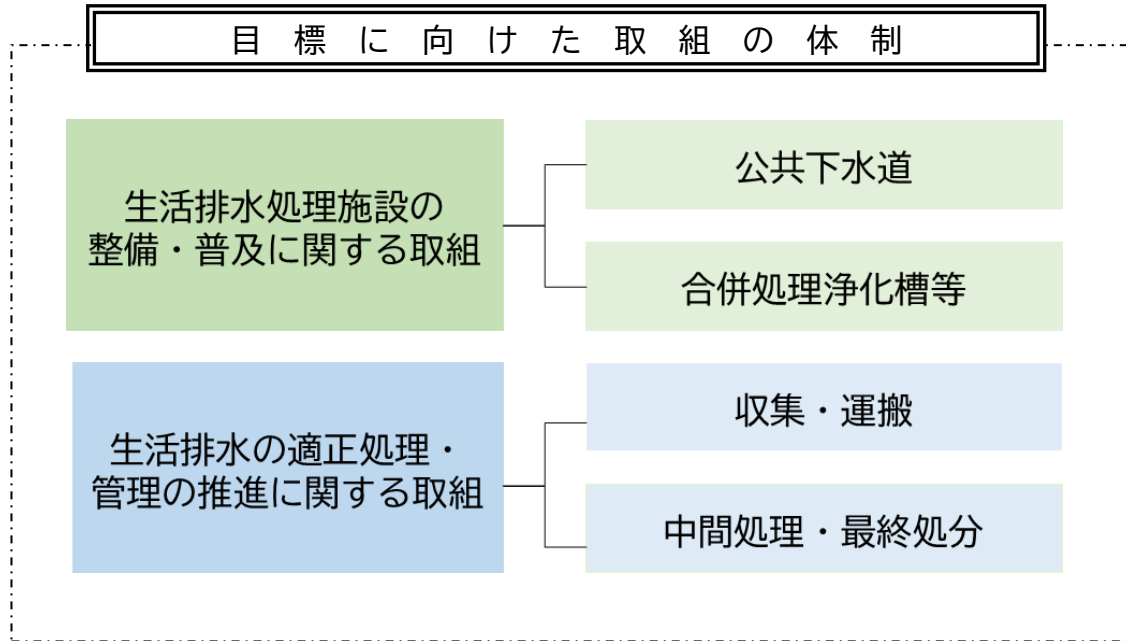 目標に向けた取組の体制
生活排水処理施設の
整備・普及に関する取組
公共下水道
合併処理浄化槽等
生活排水の適正処理・
管理の推進に関する取組
収集・運搬
中間処理・最終処分